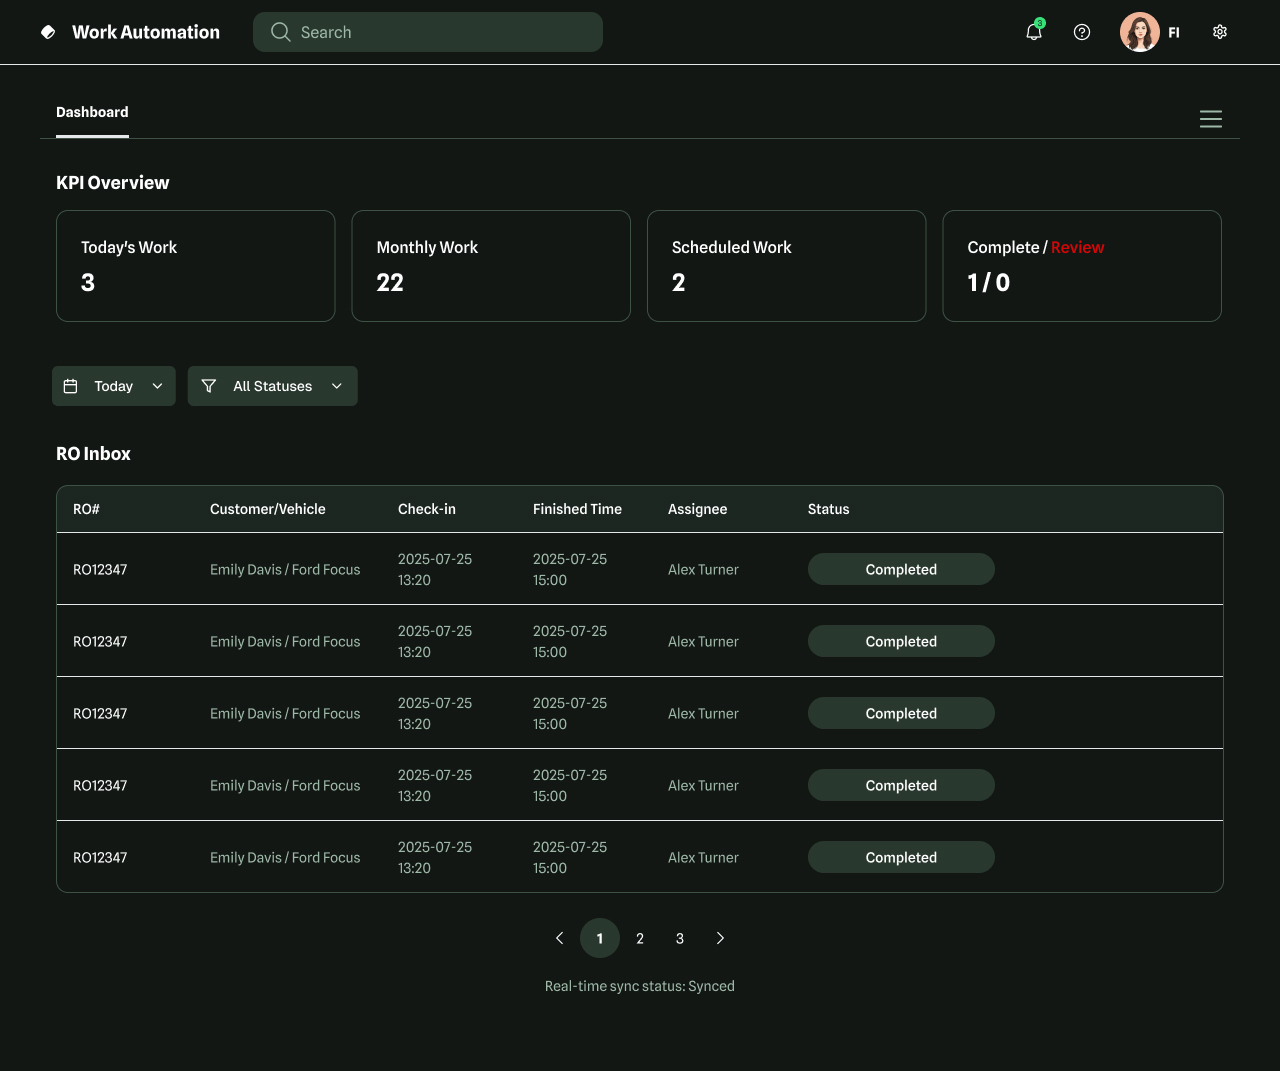 Work Automation
Search
3
FI
Dashboard
KPI Overview
Today's Work
3
Monthly Work
22
Scheduled Work
2
Complete / Review
1 / 0
Today
All Statuses
RO Inbox
RO# Customer/Vehicle Check-in Finished Time Assignee Status
RO12347 Emily Davis / Ford Focus 2025-07-25 13:20 2025-07-25 15:00 Alex Turner Completed
RO12347 Emily Davis / Ford Focus 2025-07-25 13:20 2025-07-25 15:00 Alex Turner Completed
RO12347 Emily Davis / Ford Focus 2025-07-25 13:20 2025-07-25 15:00 Alex Turner Completed
RO12347 Emily Davis / Ford Focus 2025-07-25 13:20 2025-07-25 15:00 Alex Turner Completed
RO12347 Emily Davis / Ford Focus 2025-07-25 13:20 2025-07-25 15:00 Alex Turner Completed
1 2 3
Real-time sync status: Synced